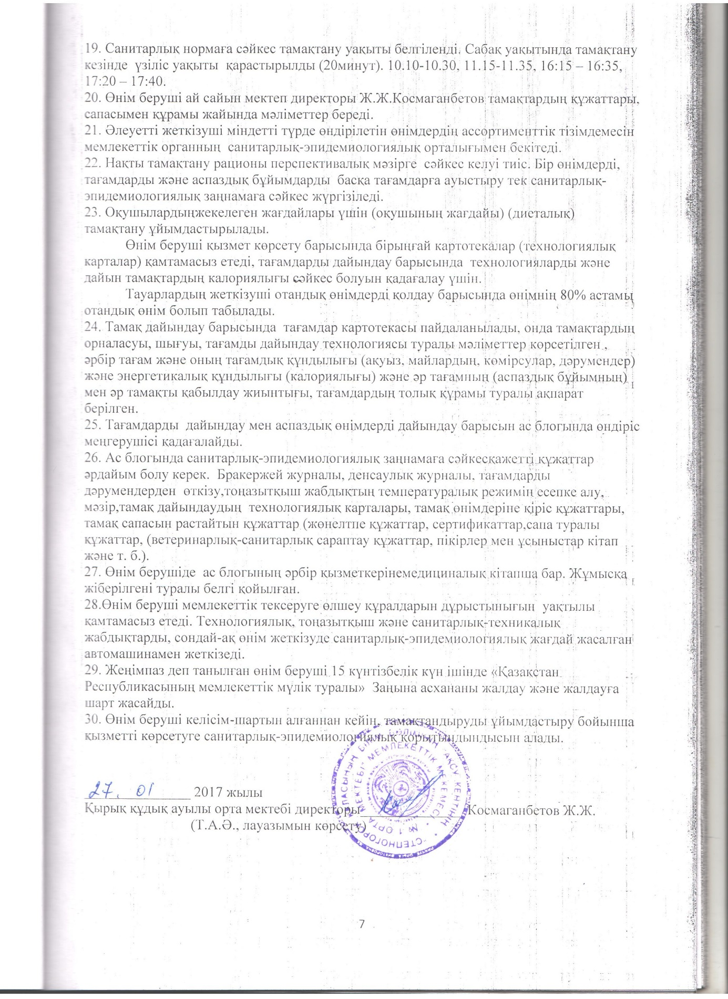 19. Санитарлық нормаға сәйкес тамақтану уақыты белгіленді. Сабақ уақытында тамақтану
кезінде үзіліс уақыты қарастырылды (20минут). 10.10-10.30, 11.15-11.35, 16:15 – 16:35,
17:20 – 17:40.
20. Өнім беруші ай сайын мектеп директоры Ж.Ж.Космаганбетов тамақтардың құжаттары,
сапасымен құрамы жайында мәліметтер береді.
21. Әлеуетті жеткізуші міндетті түрде өндірілетін өнімдердің ассортименттік тізімдемесін
мемлекеттік органның санитарлық-эпидемиологиялық орталығымен бекітеді.
22. Нақты тамақтану рационы перспективалық мәзірге сәйкес келуі тиіс. Бір өнімдерді,
тағамдарды және аспаздық бұйымдарды басқа тағамдарға ауыстыру тек санитарлық-
эпидемиологиялық заңнамаға сәйкес жүргізіледі.
23. Оқушылардыңжекелеген жағдайлары үшін (оқушының жағдайы) (диеталық)
тамақтану ұйымдастырылады.
Өнім беруші қызмет көрсету барысында бірыңғай картотекалар (технологиялық
карталар) қамтамасыз етеді, тағамдарды дайындау барысында технологияларды және
дайын тамақтардың калориялығы сәйкес болуын қадағалау үшін.
Тауарлардың жеткізуші отандық өнімдерді қолдау барысында өнімнің 80% астамы
отандық өнім болып табылады.
24. Тамақ дайындау барысында тағамдар картотекасы пайдаланылады, онда тамақтардың
орналасуы, шығуы, тағамды дайындау технологиясы туралы мәліметтер көрсетілген ,
әрбір тағам және оның тағамдық құндылығы (ақуыз, майлардың, көмірсулар, дәрумендер)
және энергетикалық құндылығы (калориялығы) және әр тағамның (аспаздық бұйымның)
мен әр тамақты қабылдау жиынтығы, тағамдардың толық құрамы туралы ақпарат
берілген.
25. Тағамдарды дайындау мен аспаздық өнімдерді дайындау барысын ас блогында өндіріс
меңгерушісі қадағалайды.
26. Ас блогында санитарлық-эпидемиологиялық заңнамаға сәйкесқажетті құжаттар
әрдайым болу керек. Бракержей журналы, денсаулық журналы, тағамдарды
дәрумендерден өткізу,тоңазытқыш жабдықтың температуралық режимін есепке алу,
мәзір,тамақ дайындаудың технологиялық карталары, тамақ өнімдеріне кіріс құжаттары,
тамақ сапасын растайтын құжаттар (жөнелтпе құжаттар, сертификаттар,сапа туралы
құжаттар, (ветеринарлық-санитарлық сараптау құжаттар, пікірлер мен ұсыныстар кітап
және т. б.).
27. Өнім берушіде ас блогының әрбір қызметкерінемедициналық кітапша бар. Жұмысқа
жіберілгені туралы белгі қойылған.
28.Өнім беруші мемлекеттік тексеруге өлшеу құралдарын дұрыстынығын уақтылы
қамтамасыз етеді. Технологиялық, тоңазытқыш және санитарлық-техникалық
жабдықтарды, сондай-ақ өнім жеткізуде санитарлық-эпидемиологиялық жағдай жасалған
автомашинамен жеткізеді.
29. Жеңімпаз деп танылған өнім беруші 15 күнтізбелік күн ішінде «Қазақстан
Республикасының мемлекеттік мүлік туралы» Заңына асхананы жалдау және жалдауға
шарт жасайды.
30. Өнім беруші келісім-шартын алғаннан кейін, тамақтандыруды ұйымдастыру бойынша
қызметті көрсетуге санитарлық-эпидемиологиялық қорытындындысын алады.
27. 01 2017 жылы
Қырық құдық ауылы орта мектебі директоры______________ Космаганбетов Ж.Ж.
(Т.А.Ә., лауазымын көрсету)
"СТЕПНОГОРСК ҚАЛАСЫНЫҢ БІЛІМ БӨЛІМІНІҢ АҚСУ КЕНТІНІҢ
№ 1 ОРТА МЕКТЕБІ" МЕМЛЕКЕТТІК МЕКЕМЕСІ
7